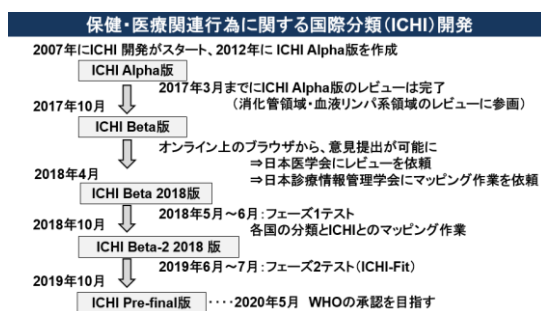 保健・医療関連行為に関する国際分類(ICHI)開発
2007年にICHI 開発がスタート、2012年に ICHI Alpha版を作成
ICHI Alpha版
2017年3月までにICHI Alpha版のレビューは完了
(消化管領域・血液リンパ系領域のレビューに参画)
2017年10月
ICHI Beta版
オンライン上のブラウザから、意見提出が可能に
⇒日本医学会にレビューを依頼
⇒日本診療情報管理学会にマッピング作業を依頼
2018年4月
ICHI Beta 2018版
2018年5月~6月:フェーズ1テスト
各国の分類とICHIとのマッピング作業
2018年10月
ICHI Beta-2 2018 版
2019年6月~7月:フェーズ2テスト(ICHI-Fit)
2019年10月
ICHI Pre-final版 ‥‥2020年5月 WHOの承認を目指す